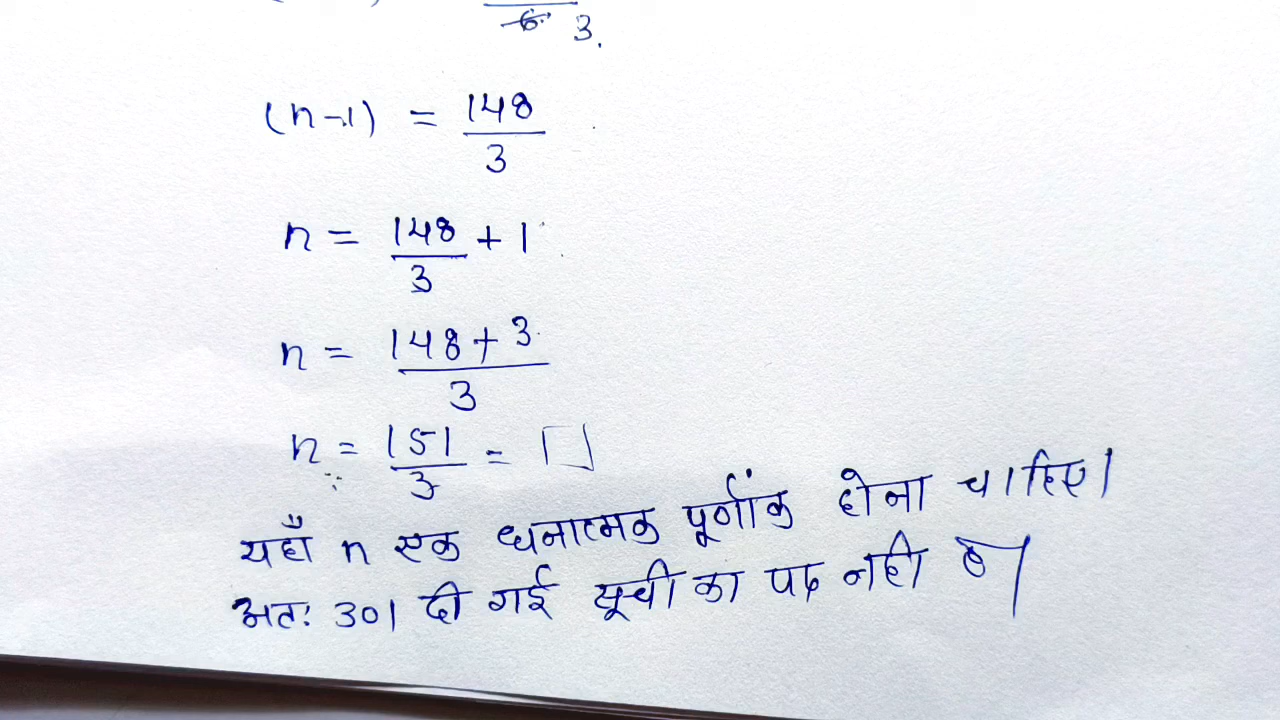 6 3.
(n-1) = 148/3
n = 148/3 + 1
n = 148+3/3
n = 151/3 =
यहाँ n एक धनात्मक पूर्णांक होना चाहिए।
अतः 301 दी गई सूची का पद नही है।